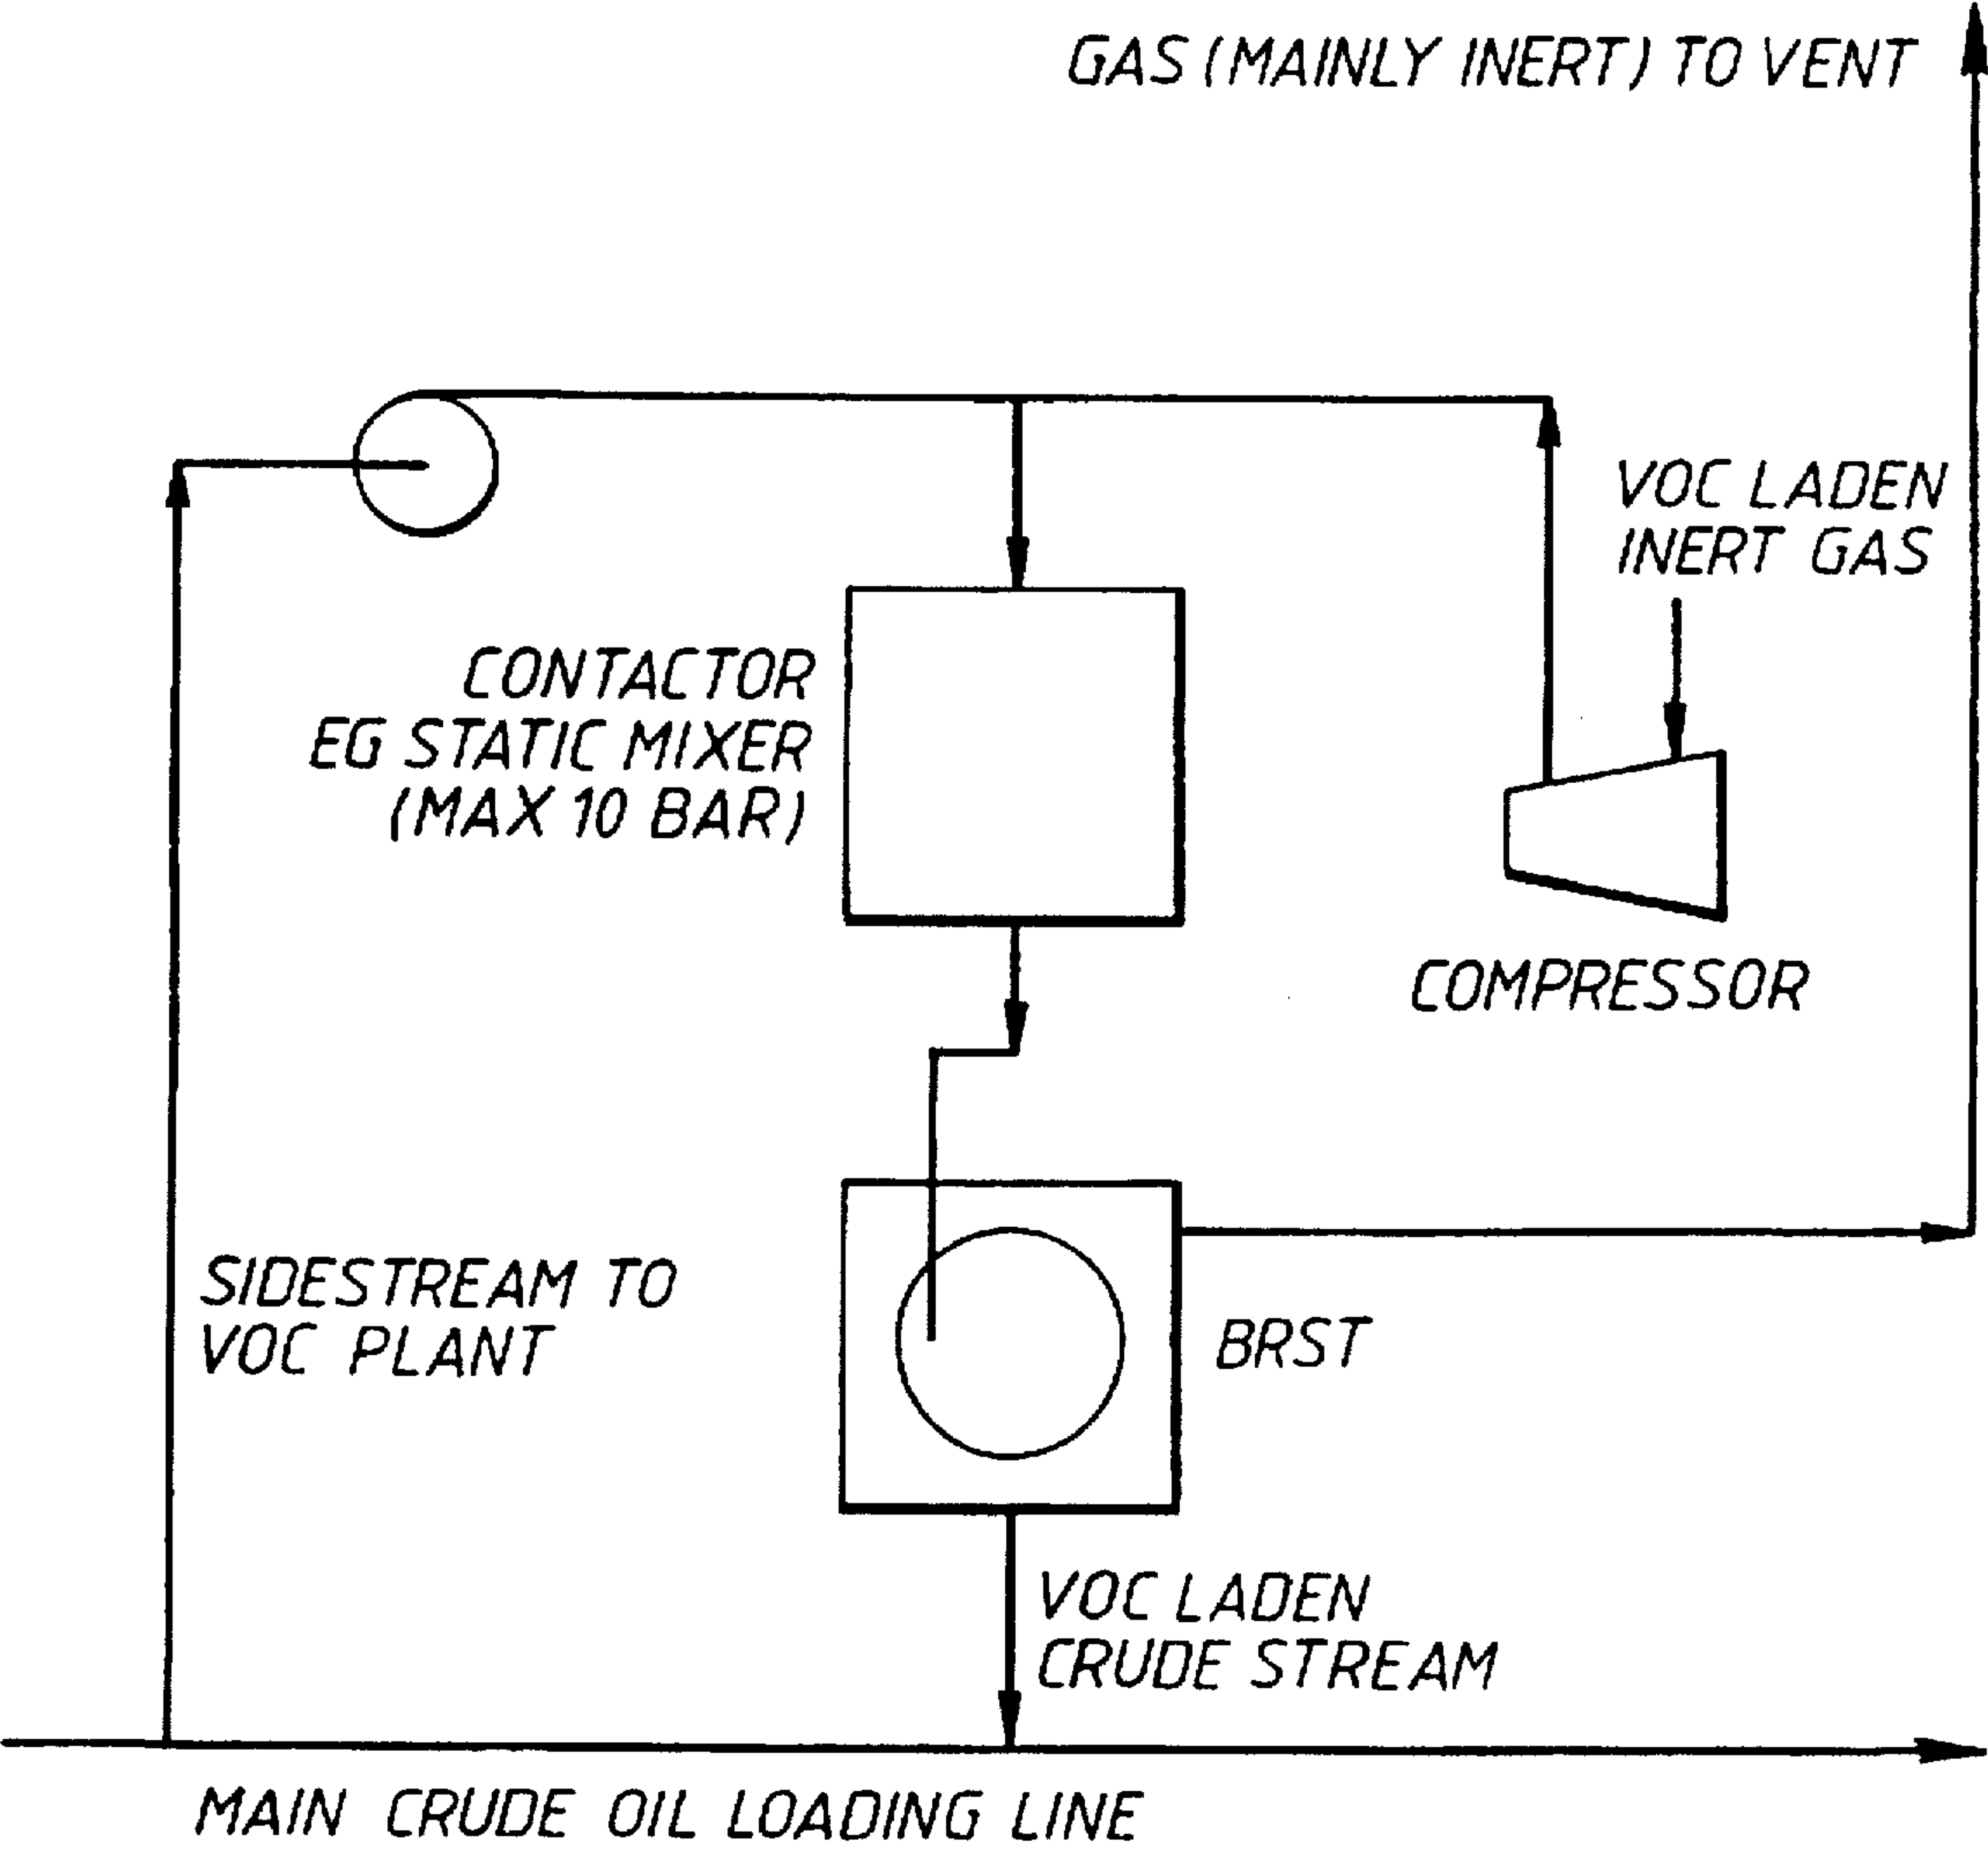 GAS (MAINLY INERT) TO VENT
VOC LADEN
INERT GAS
CONTACTOR
EG STATIC MIXER
(MAX 10 BAR)
COMPRESSOR
SIDESTREAM TO
VOC PLANT
BRST
VOC LADEN
CRUDE STREAM
MAIN CRUDE OIL LOADING LINE